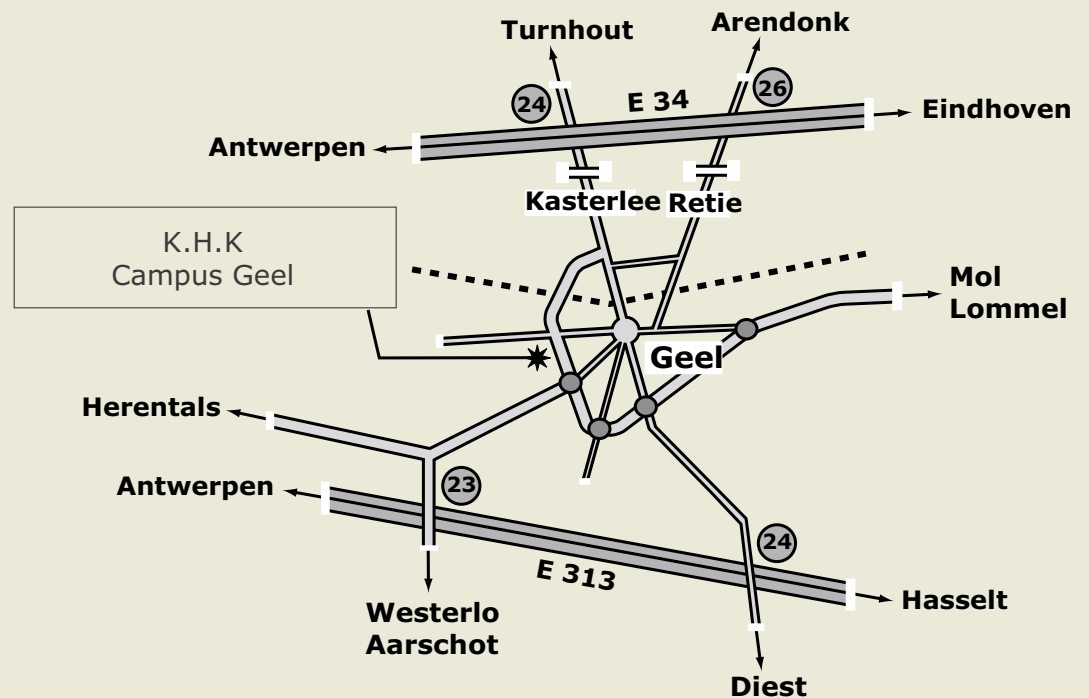 Turnhout
Arendonk
24
26
E 34
Eindhoven
Antwerpen
Kasterlee
Retie
K.H.K
Campus Geel
Mol
Lommel
Geel
Herentals
Antwerpen
23
24
E 313
Hasselt
Westerlo
Aarschot
Diest